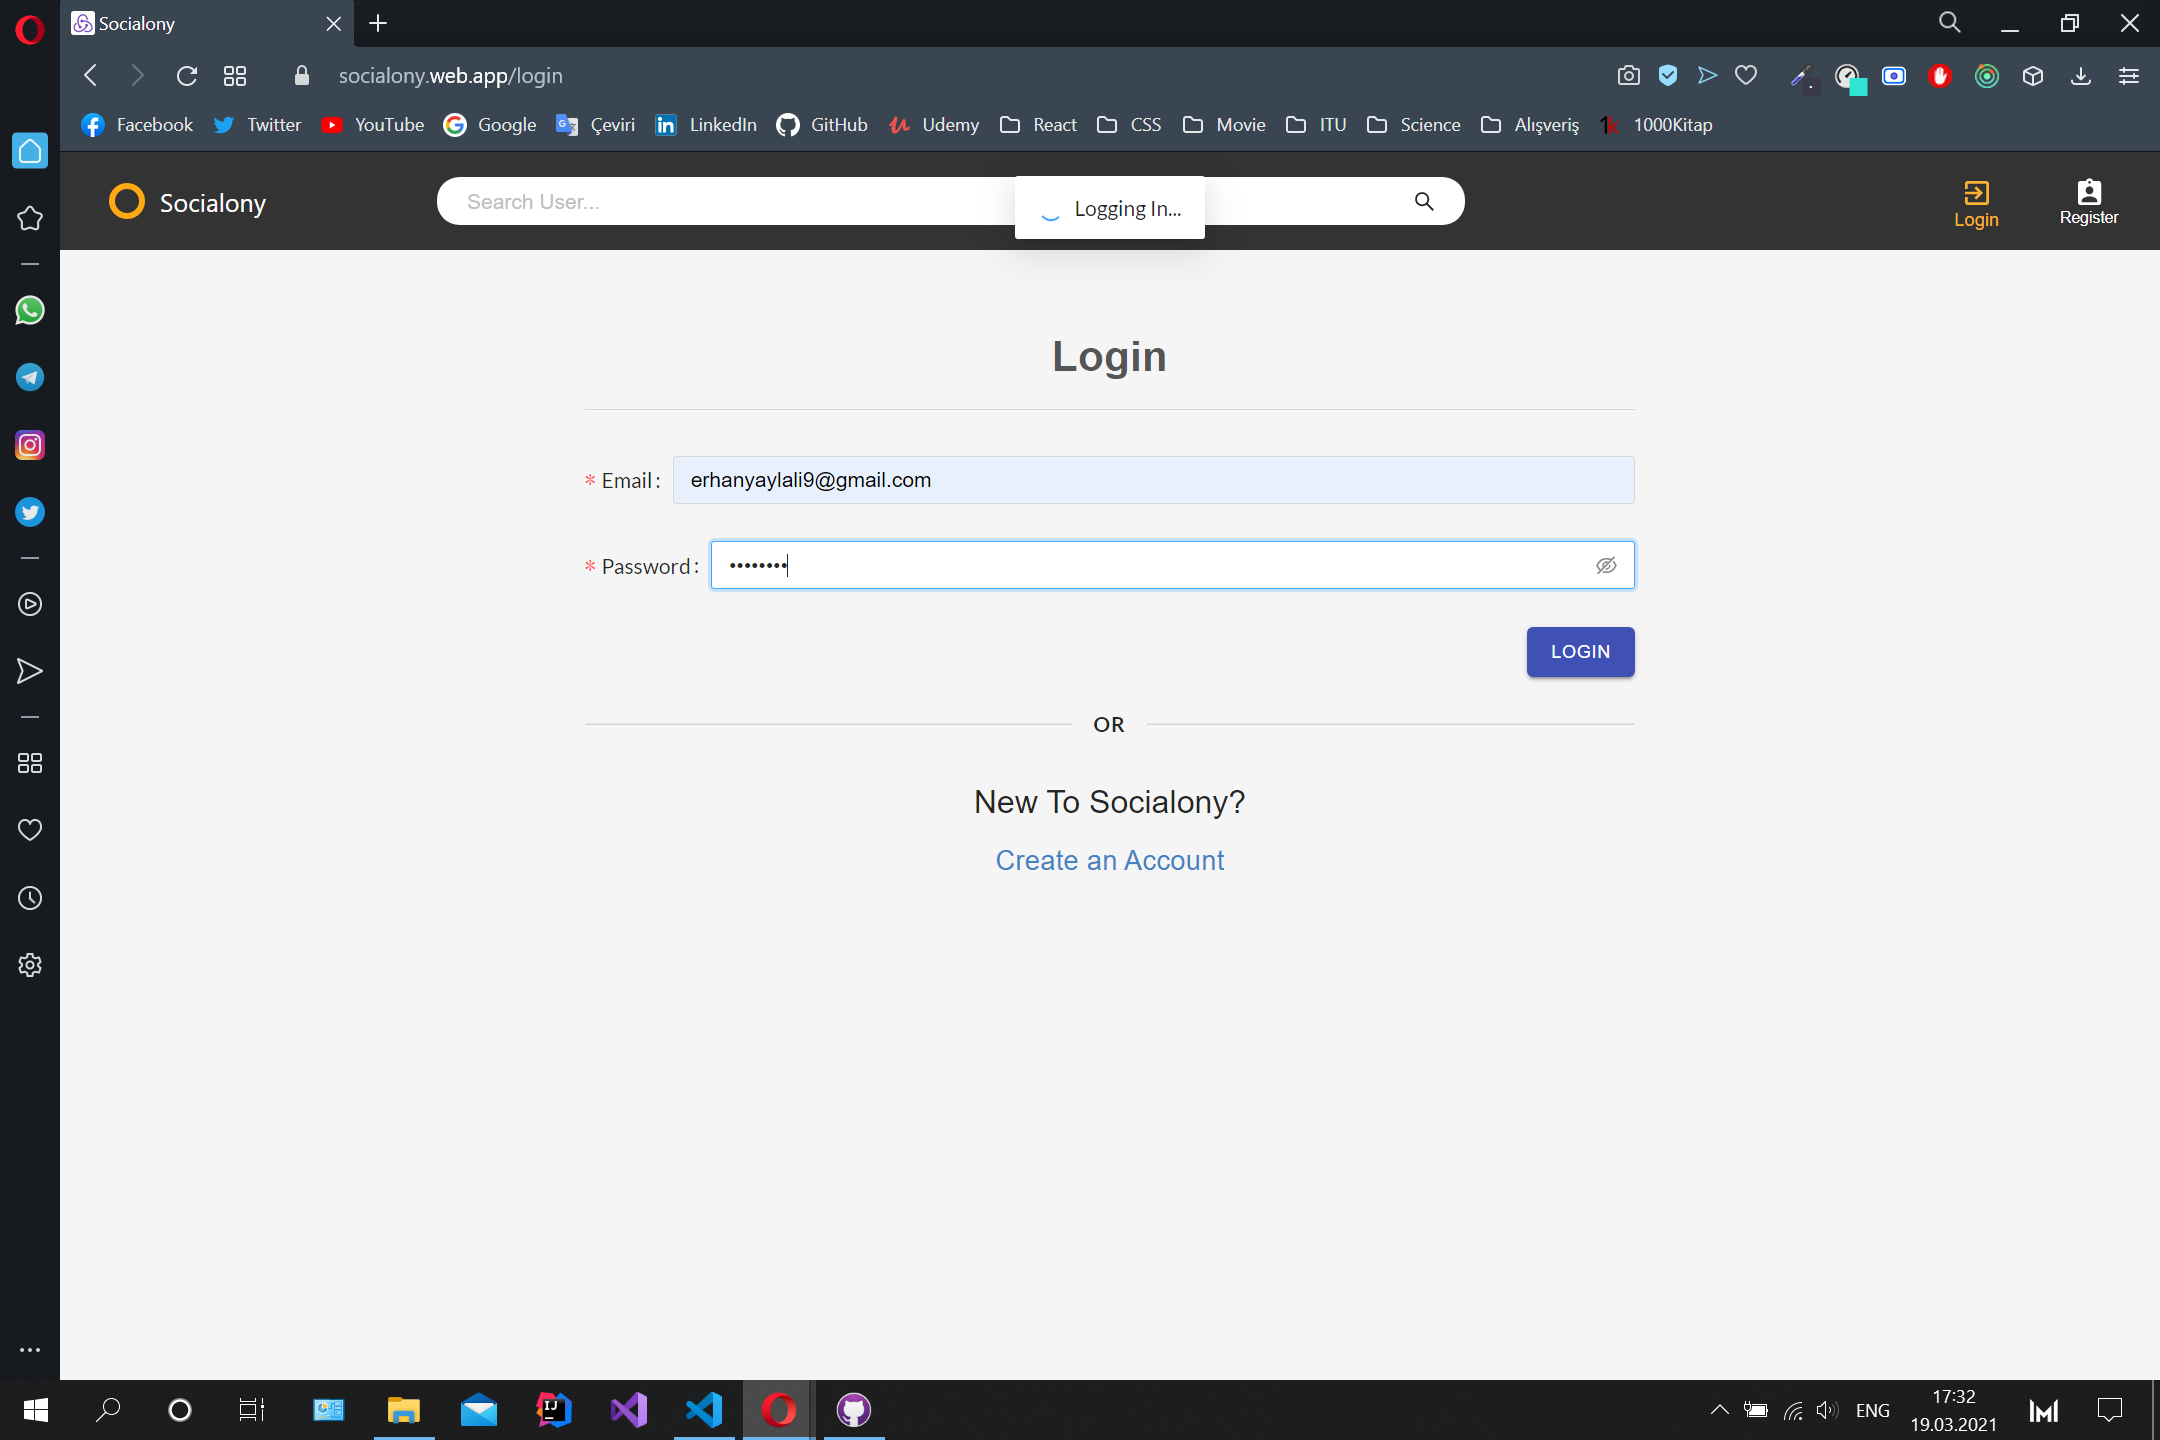 Socialony
socialony.web.app/login
Facebook Twitter YouTube Google Çeviri LinkedIn GitHub Udemy React CSS Movie ITU Science Alışveriş 1000Kitap
Socialony Search User... Logging In... Login Register
Login
* Email : erhanyaylali9@gmail.com
* Password : ••••••••
LOGIN
OR
New To Socialony?
Create an Account
ENG 17:32
19.03.2021